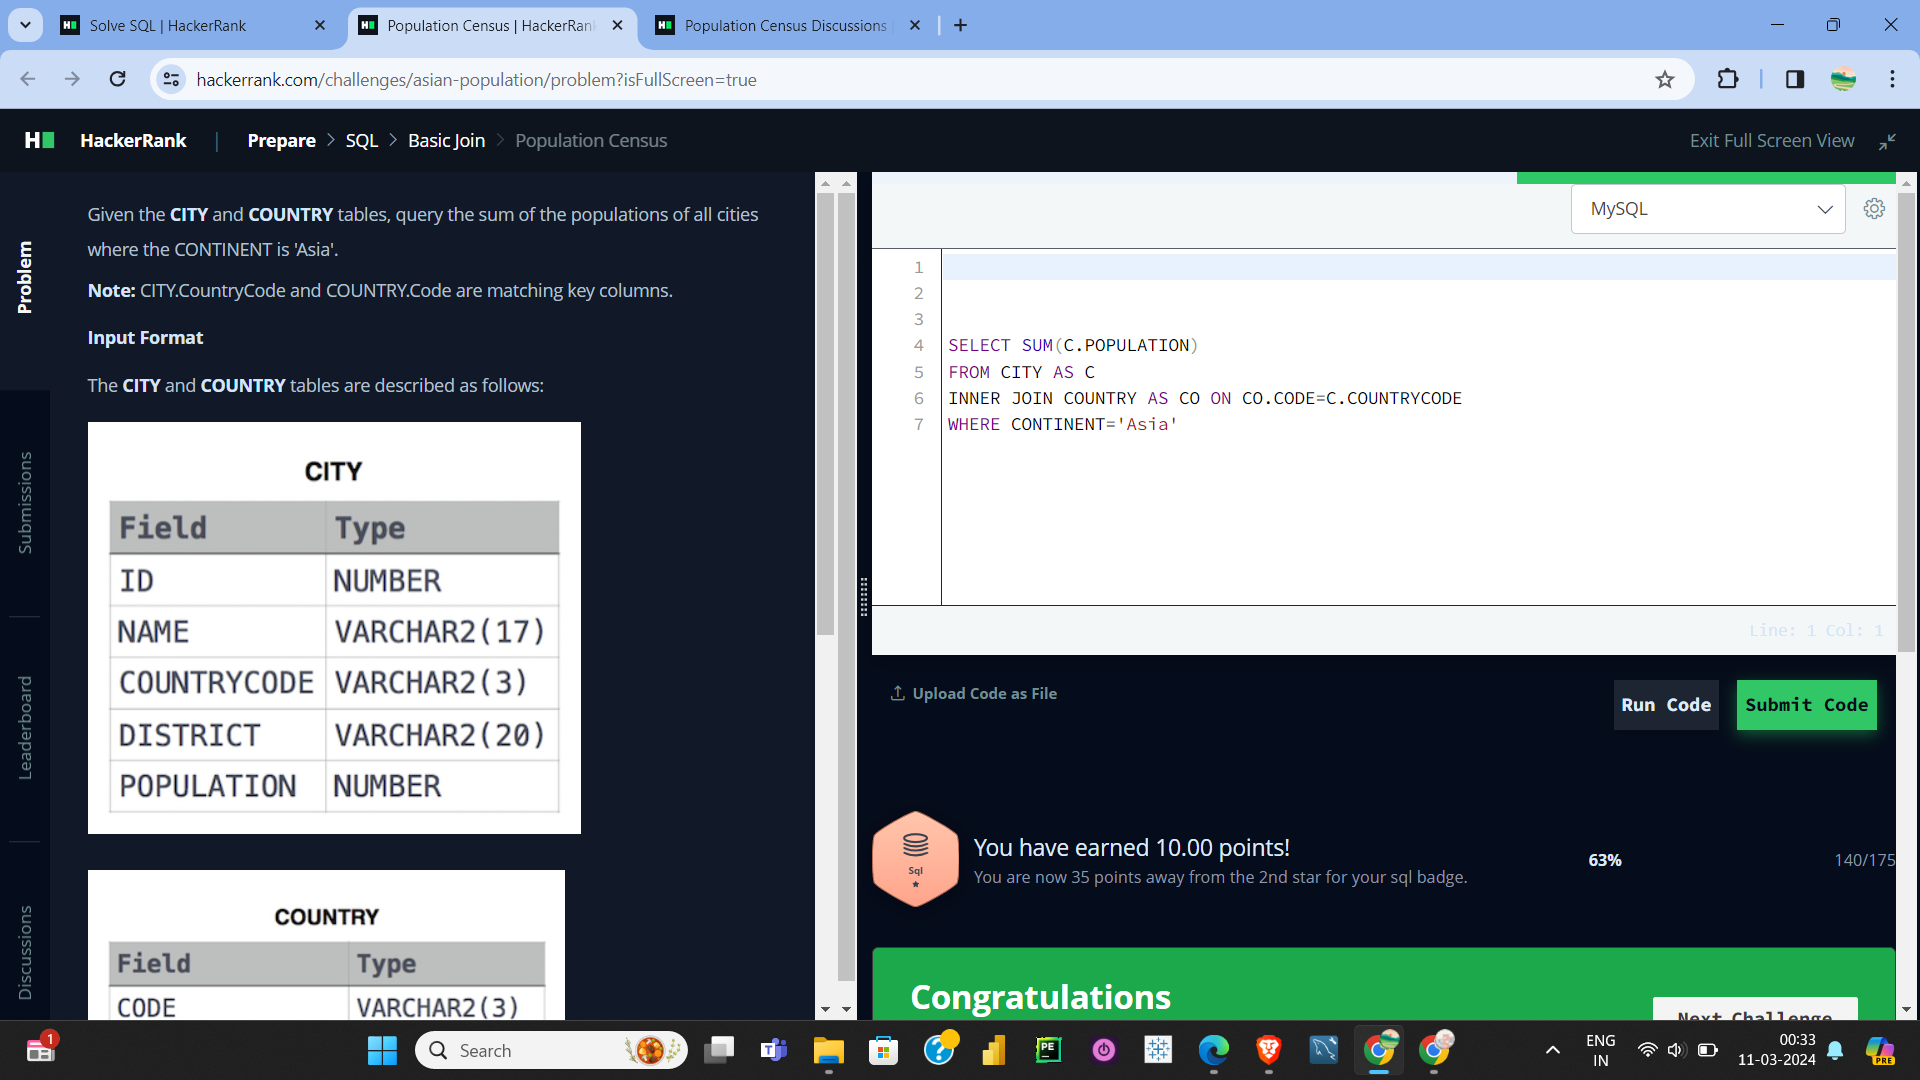 Solve SQL | HackerRank
Population Census | HackerRank
Population Census Discussions
hackerrank.com/challenges/asian-population/problem?isFullScreen=true
HackerRank | Prepare > SQL > Basic Join > Population Census
Exit Full Screen View
Problem
Submissions
Leaderboard
Discussions
Given the CITY and COUNTRY tables, query the sum of the populations of all cities
where the CONTINENT is 'Asia'.
Note: CITY.CountryCode and COUNTRY.Code are matching key columns.
Input Format
The CITY and COUNTRY tables are described as follows:
CITY
Field Type
ID NUMBER
NAME VARCHAR2(17)
COUNTRYCODE VARCHAR2(3)
DISTRICT VARCHAR2(20)
POPULATION NUMBER
COUNTRY
Field Type
CODE VARCHAR2(3)
MySQL
1
2
3
4 SELECT SUM(C.POPULATION)
5 FROM CITY AS C
6 INNER JOIN COUNTRY AS CO ON CO.CODE=C.COUNTRYCODE
7 WHERE CONTINENT='Asia'
Line: 1 Col: 1
Upload Code as File
Run Code
Submit Code
Sql
You have earned 10.00 points!
You are now 35 points away from the 2nd star for your sql badge.
63%
140/175
Congratulations
Next Challenge
1
Search
PE
ENG
IN
00:33
11-03-2024
PRE